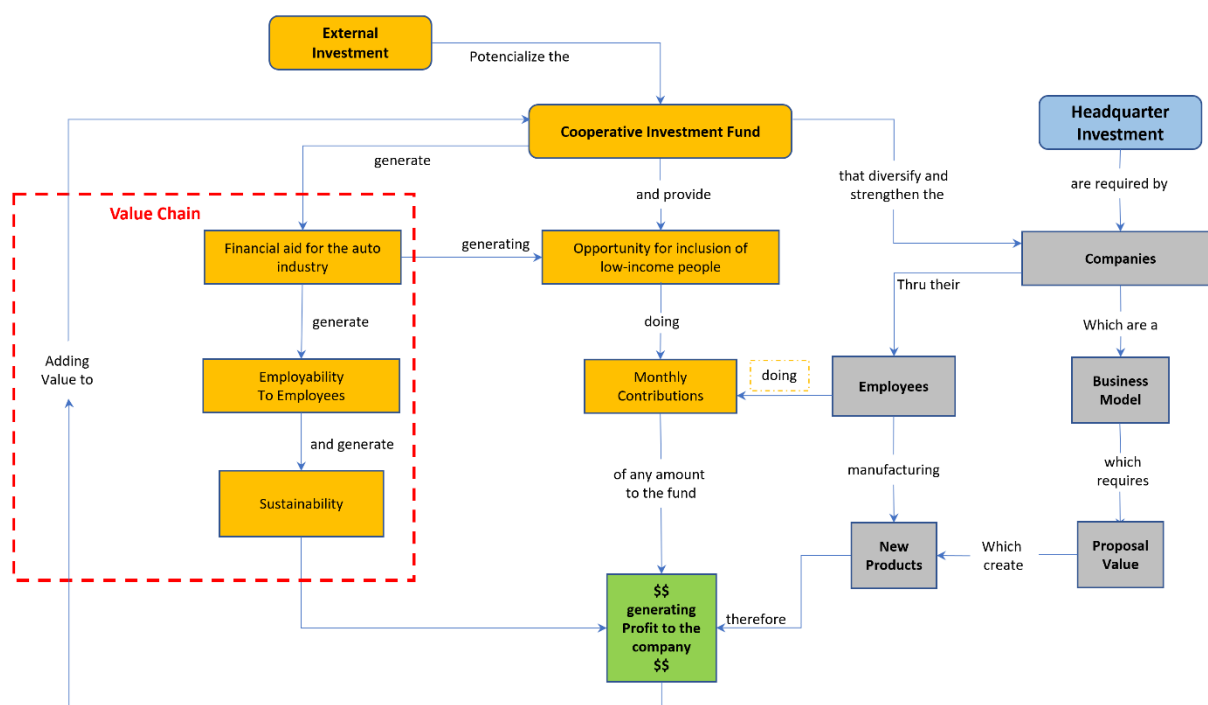 External
Investment
Potencialize the
Cooperative Investment Fund
Headquarter
Investment
generate
that diversify and
strengthen the
are required by
and provide
Value Chain
Financial aid for the auto
industry
generating
Opportunity for inclusion of
low-income people
Companies
Thru their
generate
doing
Which are a
Adding
Value to
Employability
To Employees
Monthly
Contributions
doing
Employees
Business
Model
and generate
of any amount
to the fund
manufacturing
which
requires
Sustainability
New
Products
Which
create
Proposal
Value
$$
generating
Profit to the
company
$$
therefore